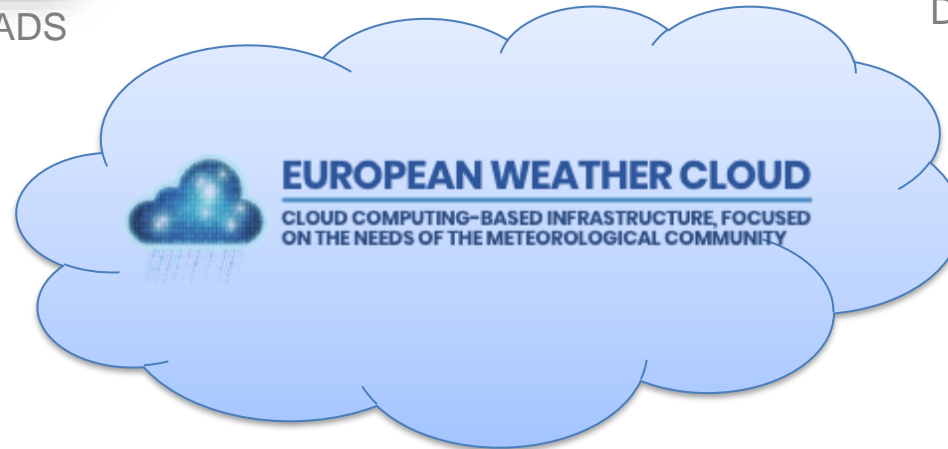 ADS
D
EUROPEAN WEATHER CLOUD
CLOUD COMPUTING-BASED INFRASTRUCTURE, FOCUSED
ON THE NEEDS OF THE METEOROLOGICAL COMMUNITY